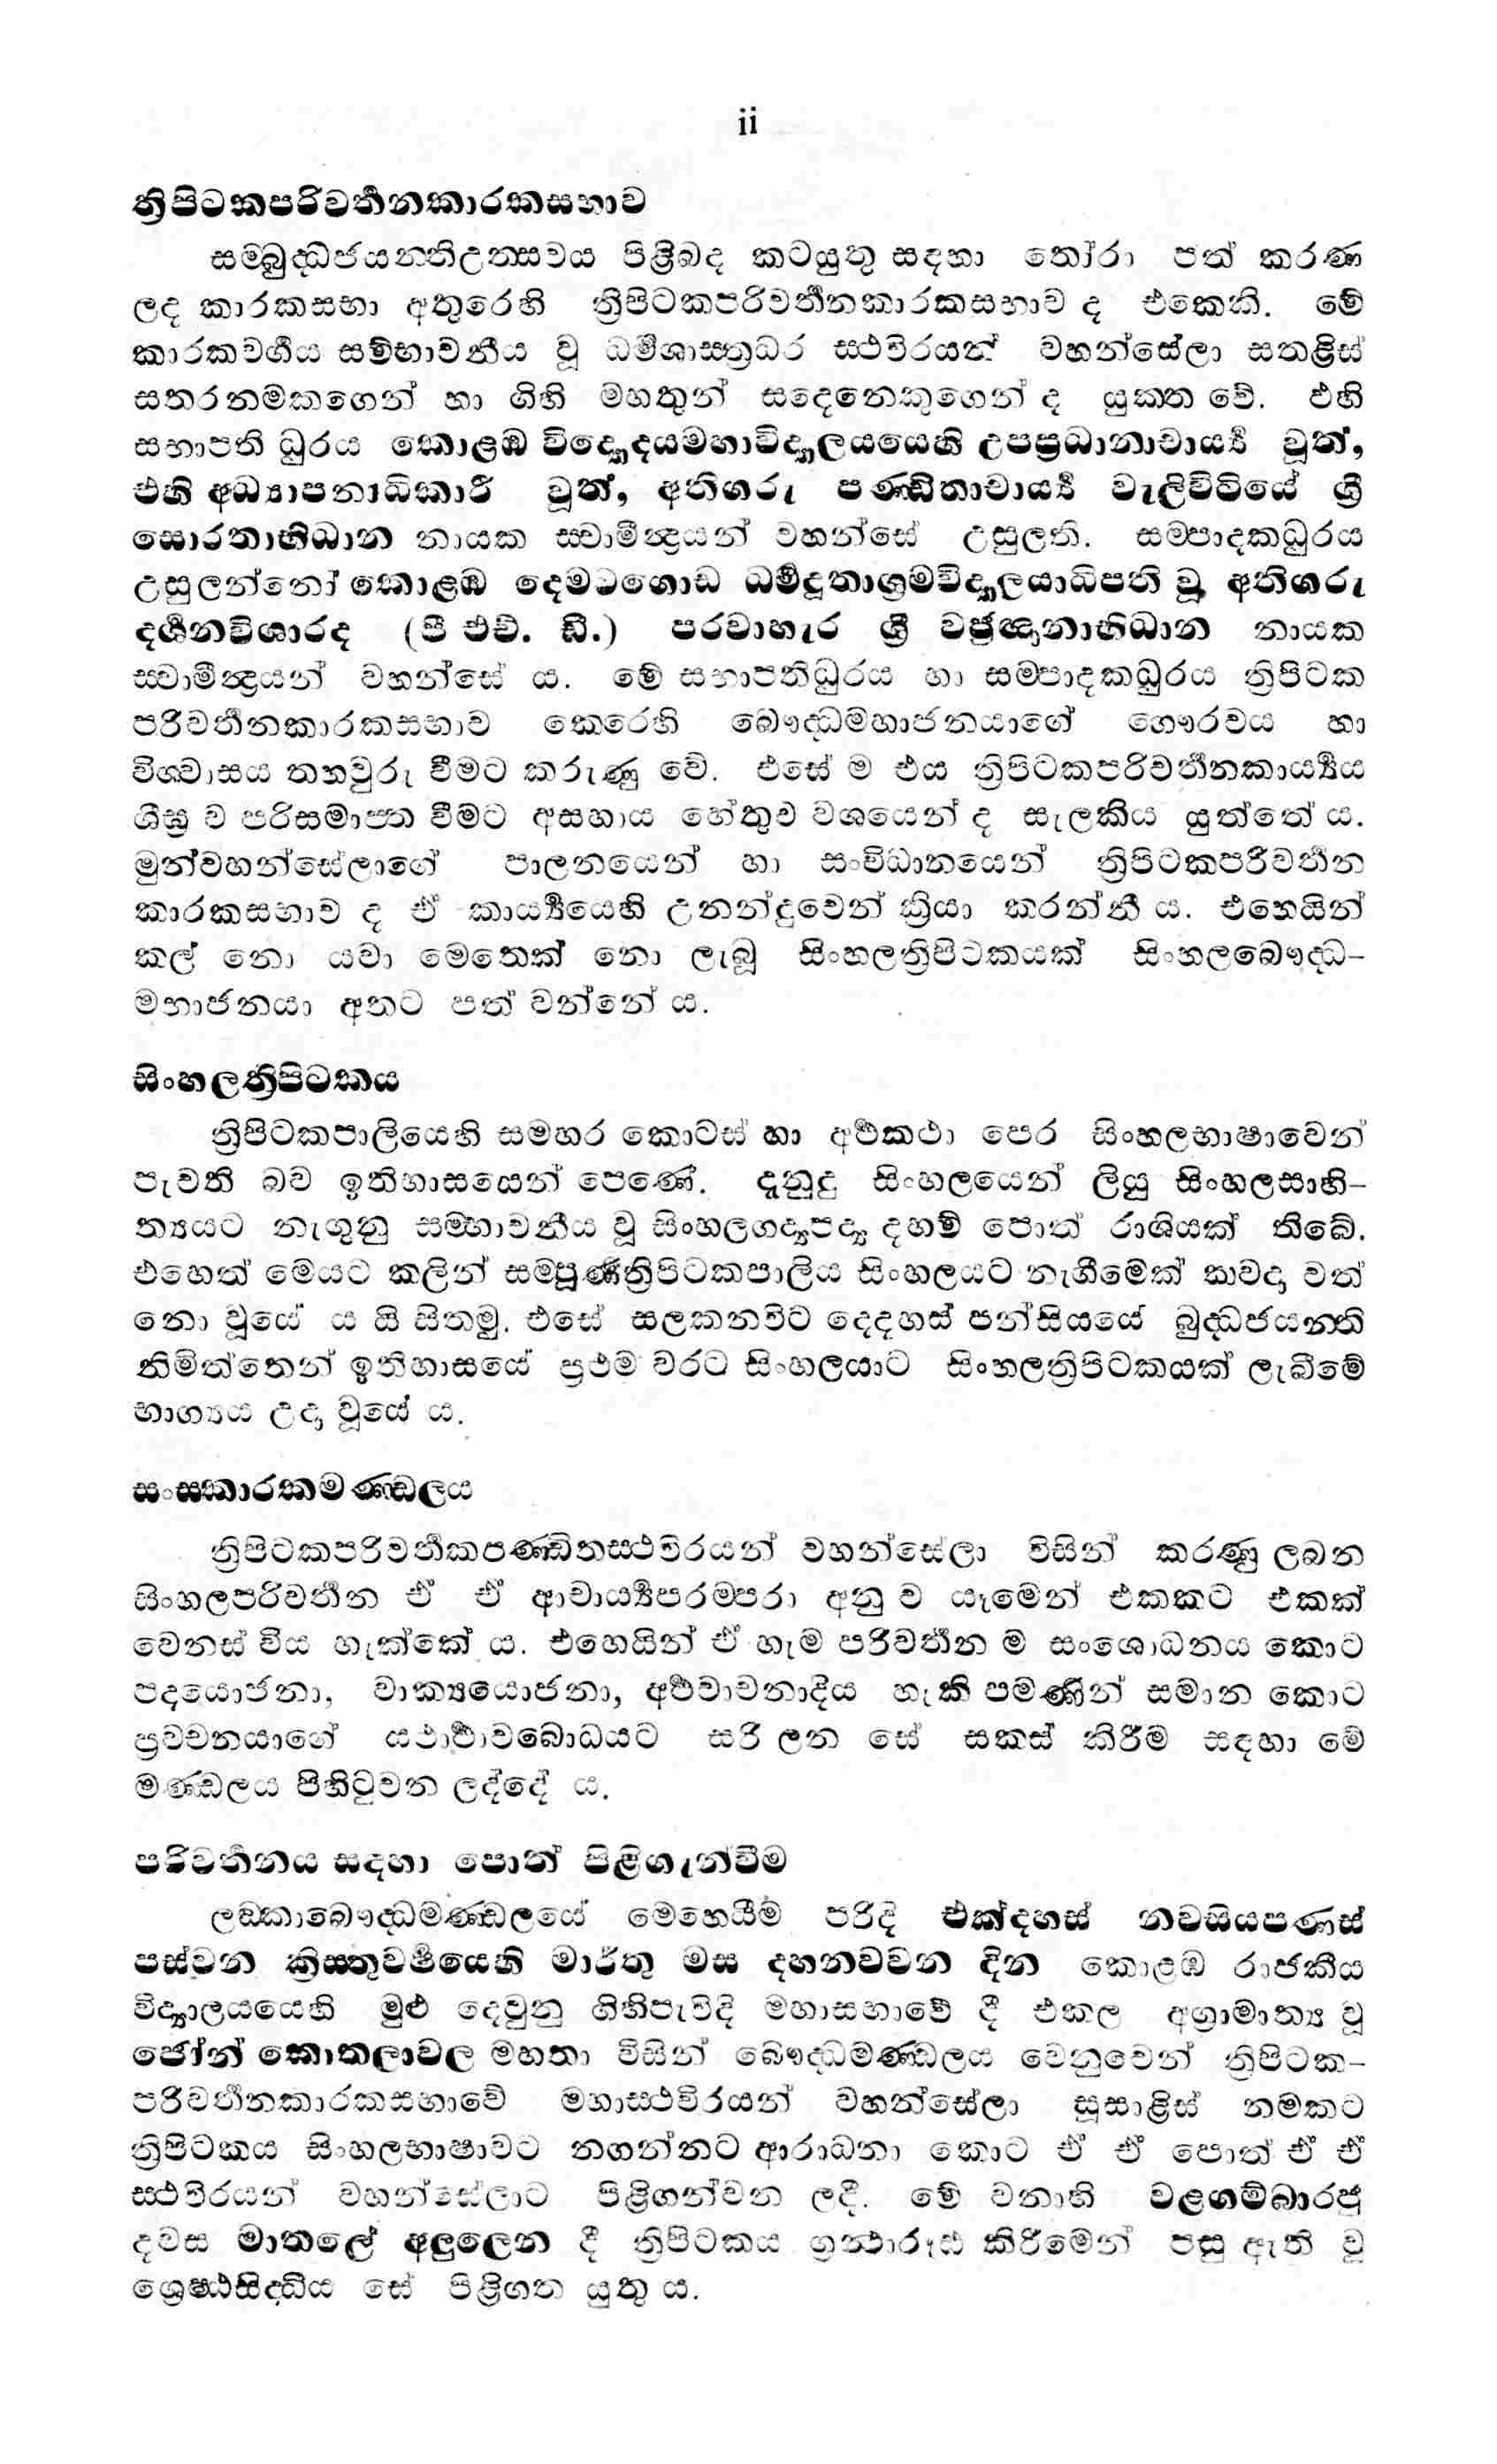 ii
ත්‍රිපිටකපරිවර්තනකාරකසභාව
සම්බුද්ධජයන්තිඋත්සවය පිළිබද කටයුතු සඳහා තෝරා පත් කරණ
ලද කාරකසභා අතුරෙහි ත්‍රිපිටකපරිවර්තනකාරකසභාව ද එකෙකි. මේ
කාරකවර්ගය සම්භාවනීය වූ ධර්මශාස්ත්‍රධර ස්ථවිරයන් වහන්සේලා සතළිස්
සතරනමකගෙන් හා ගිහි මහතුන් සදෙනෙකුගෙන් ද යුක්ත වේ. එහි
සභාපති ධුරය කොළඹ විද්‍යොදයමහාවිද්‍යාලයයෙහි උපප්‍රධානාචාර්‍ය්‍ය වූත්,
එහි අධ්‍යාපනාධිකාරී වූත්, අතිගරු පණ්ඩිතාචාර්‍ය්‍ය වැලිවිටියේ ශ්‍රී
සොරතාභිධාන නායක ස්වාමීන්‍ද්‍රයන් වහන්සේ උසුලති. සම්පාදකධුරය
උසුලන්නෝ කොළඹ දෙමටගොඩ ධර්මදූතාශ්‍රමවිද්‍යාලයාධිපති වූ අතිගරු
දර්ශනවිශාරද (පී එච්. ඩී.) පරවාහැර ශ්‍රී වජ්‍රඤානාභිධාන නායක
ස්වාමීන්‍ද්‍රයන් වහන්සේ ය. මේ සභාපතිධුරය හා සම්පාදකධුරය ත්‍රිපිටක
පරිවර්තනකාරකසභාව කෙරෙහි බෞද්ධමහාජනයාගේ ගෞරවය හා
විශ්වාසය තහවුරු වීමට කරුණු වේ. එසේ ම එය ත්‍රිපිටකපරිවර්තනකාර්‍ය්‍යය
ශීඝ්‍ර ව පරිසමාප්ත වීමට අසහාය හේතුව වශයෙන් ද සැලකිය යුත්තේ ය.
මුන්වහන්සේලාගේ පාලනයෙන් හා සංවිධානයෙන් ත්‍රිපිටකපරිවර්තන
කාරකසභාව ද ඒ කාර්‍ය්‍යයෙහි උනන්දුවෙන් ක්‍රියා කරන්නී ය. එහෙයින්
කල් නො යවා මෙතෙක් නො ලැබූ සිංහලත්‍රිපිටකයක් සිංහලබෞද්ධ-
මහාජනයා අතට පත් වන්නේ ය.
සිංහලත්‍රිපිටකය
ත්‍රිපිටකපාලියෙහි සමහර කොටස් හා අර්ථකථා පෙර සිංහලභාෂාවෙන්
පැවති බව ඉතිහාසයෙන් පෙණේ. දැනුදු සිංහලයෙන් ලියු සිංහලසාහි-
ත්‍යයට නැගුනු සම්භාවනීය වූ සිංහලගද්‍යපද්‍ය දහම් පොත් රාශියක් තිබේ.
එහෙත් මෙයට කලින් සම්පූර්ණත්‍රිපිටකපාලිය සිංහලයට නැගීමෙක් කවද වත්
නො වූයේ ය යි සිතමු. එසේ සලකනවිට දෙදහස් පන්සියයේ බුද්ධජයන්ති
නිමිත්තෙන් ඉතිහාසයේ ප්‍රථම වරට සිංහලයාට සිංහලත්‍රිපිටකයක් ලැබීමේ
භාග්‍යය උදා වූයේ ය.
සංස්කාරකමණ්ඩලය
ත්‍රිපිටකපරිවර්තකපණ්ඩිතස්ථවිරයන් වහන්සේලා විසින් කරණු ලබන
සිංහලපරිවර්තන ඒ ඒ ආචාර්‍ය්‍යපරම්පරා අනු ව යෑමෙන් එකකට එකක්
වෙනස් විය හැක්කේ ය. එහෙයින් ඒ හැම පරිවර්තන ම සංශොධනය කොට
පදයොජනා, වාක්‍යයොජනා, අර්ථවාචනාදිය හැකි පමණින් සමාන කොට
ප්‍රවචනයාගේ යථාර්ථාවබොධයට සරි ලන සේ සකස් කිරීම සඳහා මේ
මණ්ඩලය පිහිටුවන ලද්දේ ය.
පරිවර්තනය සඳහා පොත් පිළිගැන්වීම
ලඞ්කාබෞද්ධමණ්ඩලයේ මෙහෙයීම පරිදි එක්දහස් නවසියපණස්
පස්වන ක්‍රිස්තුවර්ෂයෙහි මාර්තු මස දහනවවන දින කොළඹ රාජකීය
විද්‍යාලයයෙහි මුළු දෙවුනු ගිහිපැවිදි මහාසභාවේ දී එකල අග්‍රාමාත්‍ය වූ
ජෝන් කොතලාවල මහතා විසින් බෞද්ධමණ්ඩලය වෙනුවෙන් ත්‍රිපිටක-
පරිවර්තනකාරකසභාවේ මහාස්ථවිරයන් වහන්සේලා සූසාළිස් නමකට
ත්‍රිපිටකය සිංහලභාෂාවට නගන්නට ආරාධනා කොට ඒ ඒ පොත් ඒ ඒ
ස්ථවිරයන් වහන්සේලාට පිළිගන්වන ලදී. මේ වනාහි වළගම්බාරජු
දවස මාතලේ අලුලෙන දී ත්‍රිපිටකය ග්‍රන්ථාරූඪ කිරීමෙන් පසු ඇති වූ
ශ්‍රෙෂ්ඨසිද්ධිය සේ පිළිගත යුතු ය.